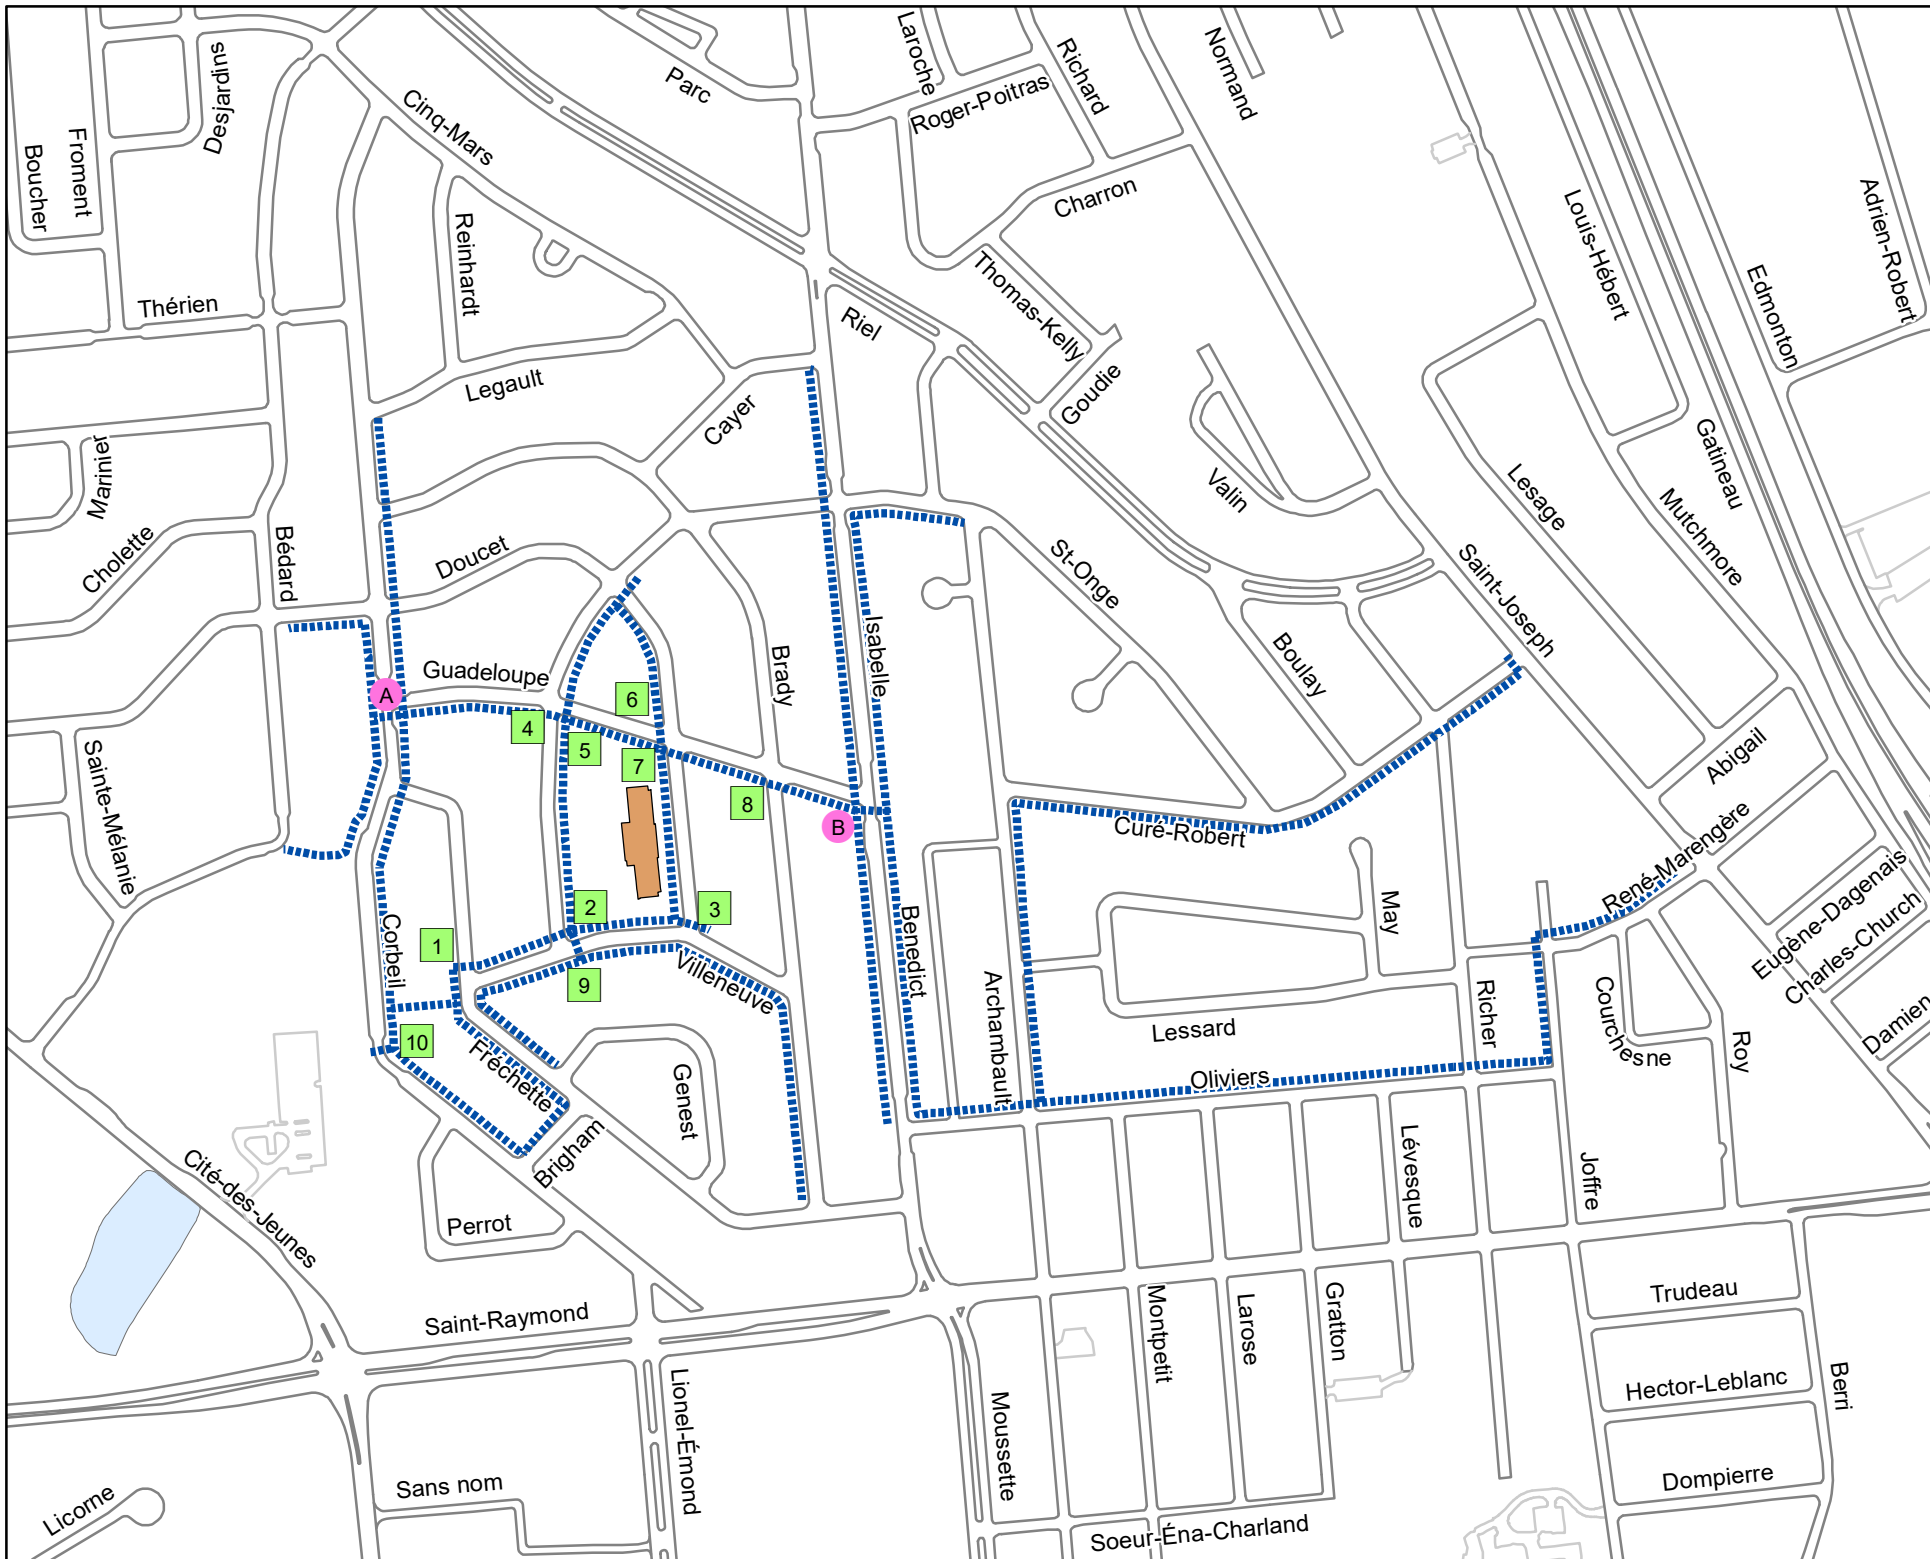 Laroche
Richard
Normand
Desjardins
Parc
Roger-Poitras
Cinq-Mars
Froment
Boucher
Charron
Louis-Hébert
Adrien-Robert
Reinhardt
Thomas-Kelly
Edmonton
Thérien
Riel
Legault
Goudie
Cayer
Marinier
Valin
Lesage
Gatineau
Mutchmore
Cholette
Bédard
Doucet
St-Onge
Saint-Joseph
Isabelle
Boulay
Guadeloupe
Brady
A
6
4
5
7
8
B
Sainte-Mélanie
Abigail
Curé-Robert
René-Marengère
Eugène-Dagenais
Charles-Church
May
2
3
1
Corbeil
Benedict
Villeneuve
9
Archambault
Richer
Courchesne
Damien
10
Lessard
Roy
Fréchette
Genest
Oliviers
Brigham
Cité-des-Jeunes
Lévesque
Joffre
Perrot
Saint-Raymond
Montpetit
Larose
Gratton
Trudeau
Hector-Leblanc
Berri
Lionel-Émond
Moussette
Sans nom
Dompierre
Licorne
Soeur-Éna-Charland